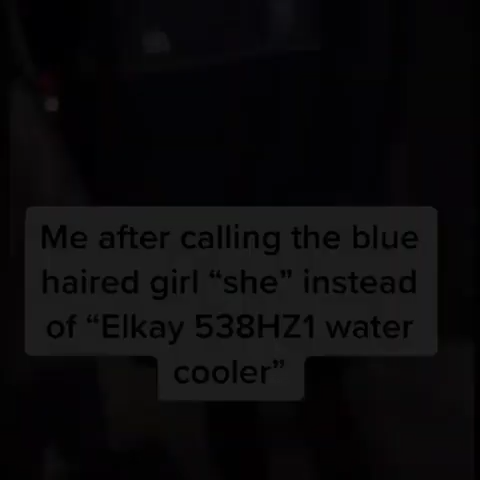 Me after calling the blue
haired girl “she” instead
of “Elkay 538HZ1 water
cooler”